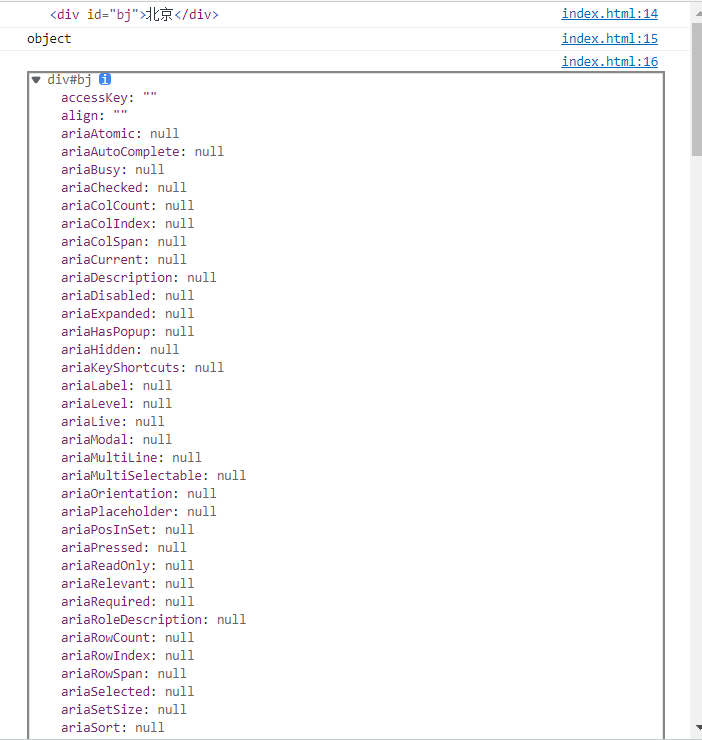 <div id="bj">北京</div> index.html:14
object index.html:15
index.html:16
div#bj i
accessKey: ""
align: ""
ariaAtomic: null
ariaAutoComplete: null
ariaBusy: null
ariaChecked: null
ariaColCount: null
ariaColIndex: null
ariaColSpan: null
ariaCurrent: null
ariaDescription: null
ariaDisabled: null
ariaExpanded: null
ariaHasPopup: null
ariaHidden: null
ariaKeyShortcuts: null
ariaLabel: null
ariaLevel: null
ariaLive: null
ariaModal: null
ariaMultiLine: null
ariaMultiSelectable: null
ariaOrientation: null
ariaPlaceholder: null
ariaPosInSet: null
ariaPressed: null
ariaReadOnly: null
ariaRelevant: null
ariaRequired: null
ariaRoleDescription: null
ariaRowCount: null
ariaRowIndex: null
ariaRowSpan: null
ariaSelected: null
ariaSetSize: null
ariaSort: null